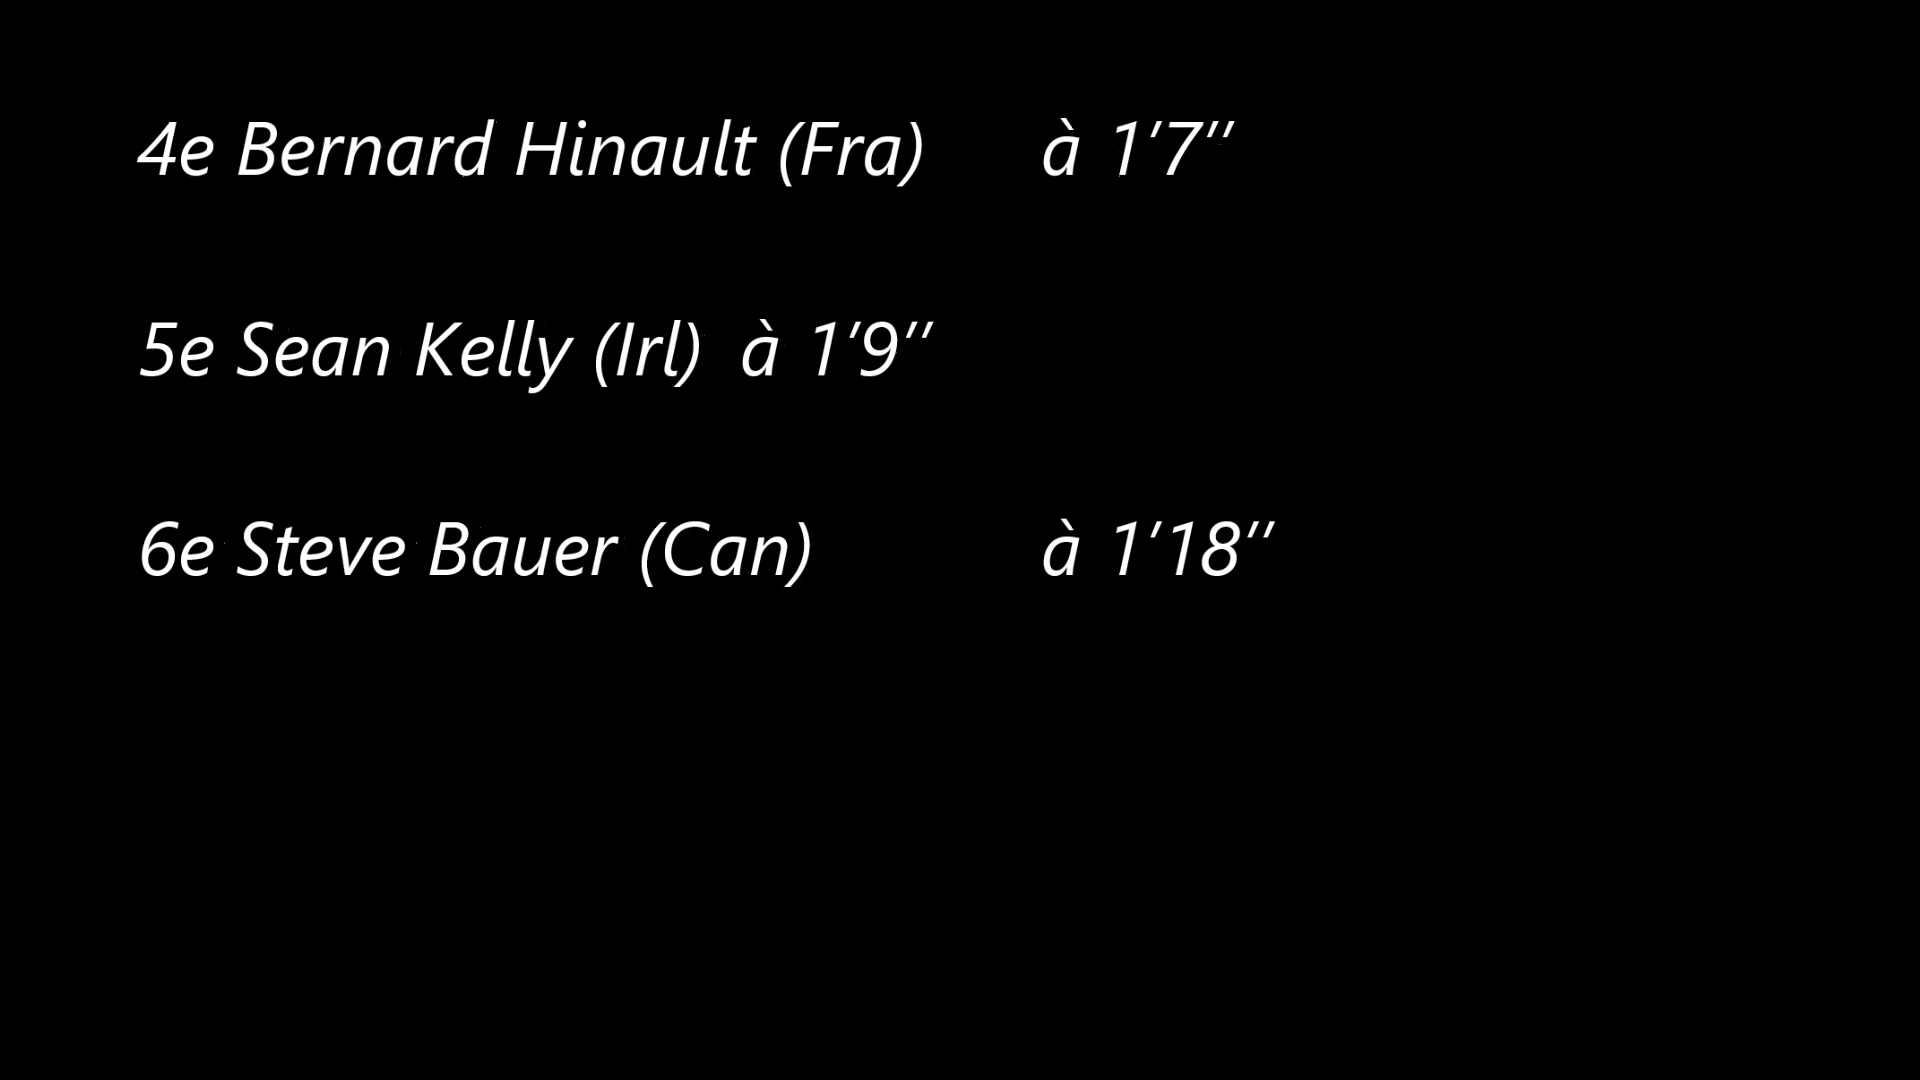 4e Bernard Hinault (Fra) à 1’7’’
5e Sean Kelly (Irl) à 1’9’’
6e Steve Bauer (Can) à 1’18’’